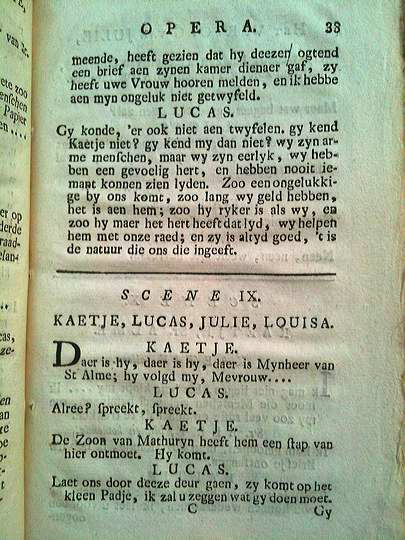 OPERA. 33
meende, heeft gezien dat hy deezen ogtend
een brief aen zynen kamer dienaer gaf, zy
heeft uwe Vrouw hooren melden, en ik hebbe
aen myn ongeluk niet getwyfeld.
LUCAS.
Gy konde, 'er ook niet aen twyfelen. gy kend
Kaetje niet? gy kend my dan niet? wy zyn ar-
me menſchen, maar wy zyn eerlyk, wy heb-
ben een gevoelig hert, en hebben nooit ie-
mant konnen zien lyden. Zoo een ongelukki-
ge by ons komt, zoo lang wy geld hebben,
het is aen hem; zoo hy ryker is als wy, en
zoo hy maer het hert heeft dat lyd, wy helpen
hem met onze raed; en zy is altyd goed, 't is
de natuur die ons die ingeeft.
SCENE IX.
KAETJE, LUCAS, JULIE, LOUISA.
KAETJE.
Daer is hy, daer is hy, daer is Mynheer van
St Alme; hy volgd my, Mevrouw....
LUCAS.
Alree? spreekt, spreekt.
KAETJE.
De Zoon van Mathuryn heeft hem een ſtap van
hier ontmoet. Hy komt.
LUCAS.
Laet ons door deeze deur gaen, zy komt op het
kleen Padje, ik zal u zeggen wat gy doen moet.
C Gy